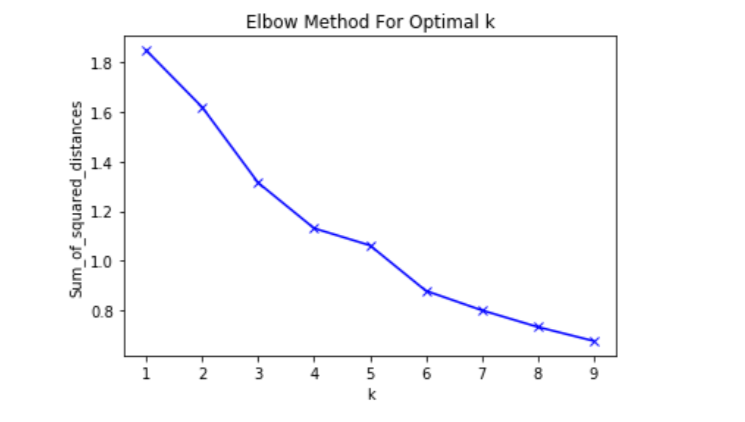 Elbow Method For Optimal k
Sum_of_squared_distances
1.8
1.6
1.4
1.2
1.0
0.8
1 2 3 4 5 6 7 8 9
k